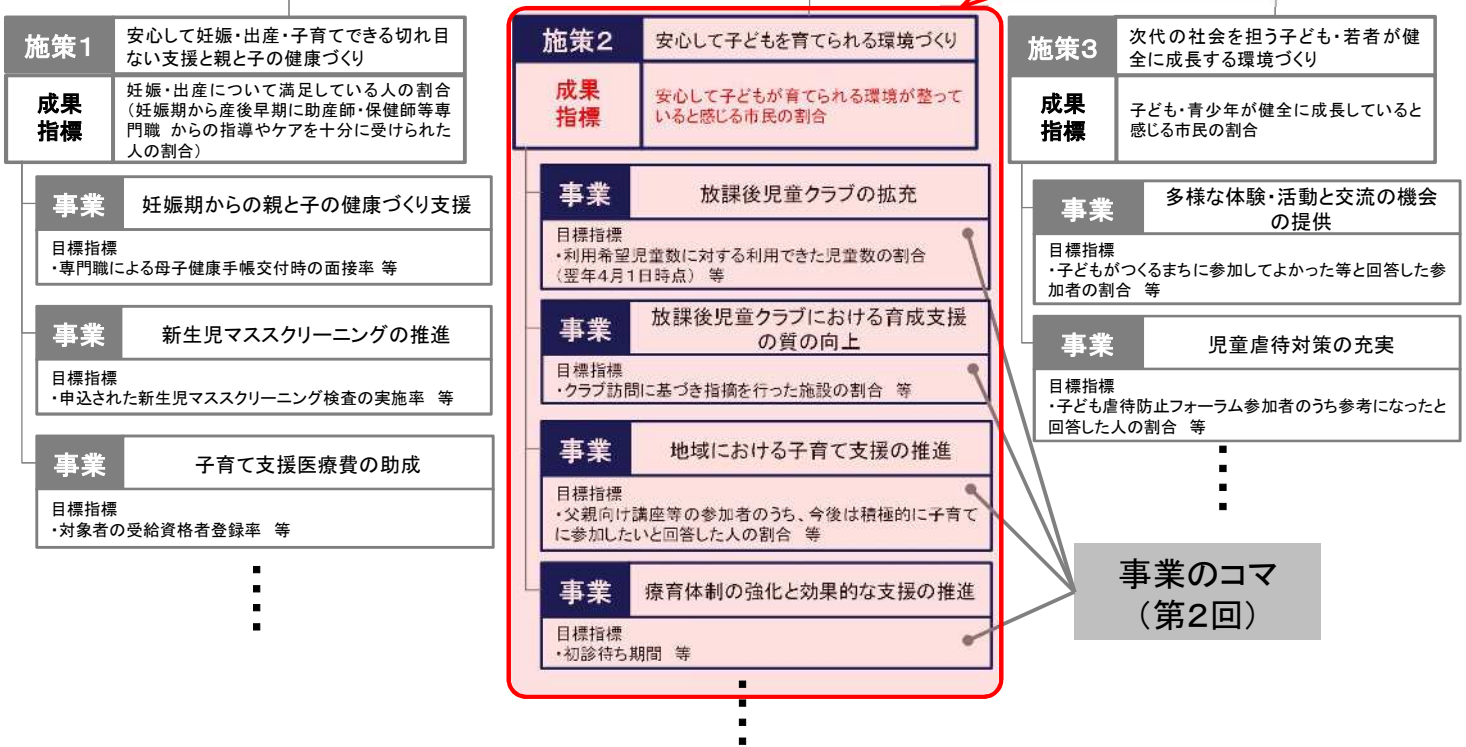 施策1
安心して妊娠・出産・子育てできる切れ目
ない支援と親と子の健康づくり
成果
指標
妊娠・出産について満足している人の割合
（妊娠期から産後早期に助産師・保健師等専
門職 からの指導やケアを十分に受けられた
人の割合）
事業
妊娠期からの親と子の健康づくり支援
目標指標
・専門職による母子健康手帳交付時の面接率 等
事業
新生児マススクリーニングの推進
目標指標
・申込された新生児マススクリーニング検査の実施率 等
事業
子育て支援医療費の助成
目標指標
・対象者の受給資格者登録率 等
施策2
安心して子どもを育てられる環境づくり
成果
指標
安心して子どもが育てられる環境が整って
いると感じる市民の割合
事業
放課後児童クラブの拡充
目標指標
・利用希望児童数に対する利用できた児童数の割合
（翌年4月1日時点） 等
事業
放課後児童クラブにおける育成支援
の質の向上
目標指標
・クラブ訪問に基づき指摘を行った施設の割合 等
事業
地域における子育て支援の推進
目標指標
・父親向け講座等の参加者のうち、今後は積極的に子育て
に参加したいと回答した人の割合 等
事業
療育体制の強化と効果的な支援の推進
目標指標
・初診待ち期間 等
施策3
次代の社会を担う子ども・若者が健
全に成長する環境づくり
成果
指標
子ども・青少年が健全に成長していると
感じる市民の割合
事業
多様な体験・活動と交流の機会
の提供
目標指標
・子どもがつくるまちに参加してよかった等と回答した参
加者の割合 等
事業
児童虐待対策の充実
目標指標
・子ども虐待防止フォーラム参加者のうち参考になったと
回答した人の割合 等
事業のコマ
（第2回）